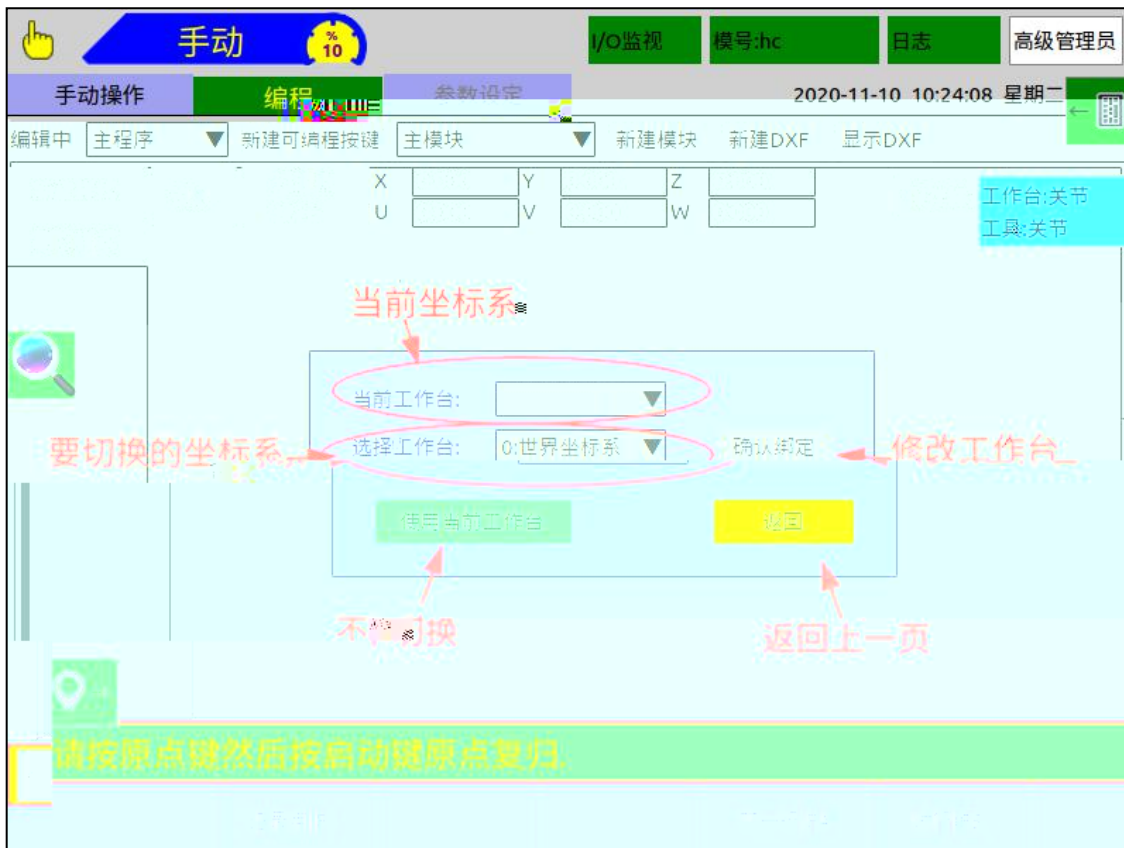 手动 % 10 I/O监视 模号:hc 日志 高级管理员
手动操作 编程 参数设定 2020-11-10 10:24:08 星期二
编辑中 主程序 新建可编程按键 主模块 新建模块 新建DXF 显示DXF
X Y Z
U V W
工作台:关节
工具:关节
当前坐标系
当前工作台:
要切换的坐标系 选择工作台: 0:世界坐标系 确认绑定 修改工作台
使用当前工作台 返回
切换 返回上一页
请按原点键然后按启动键原点复归.